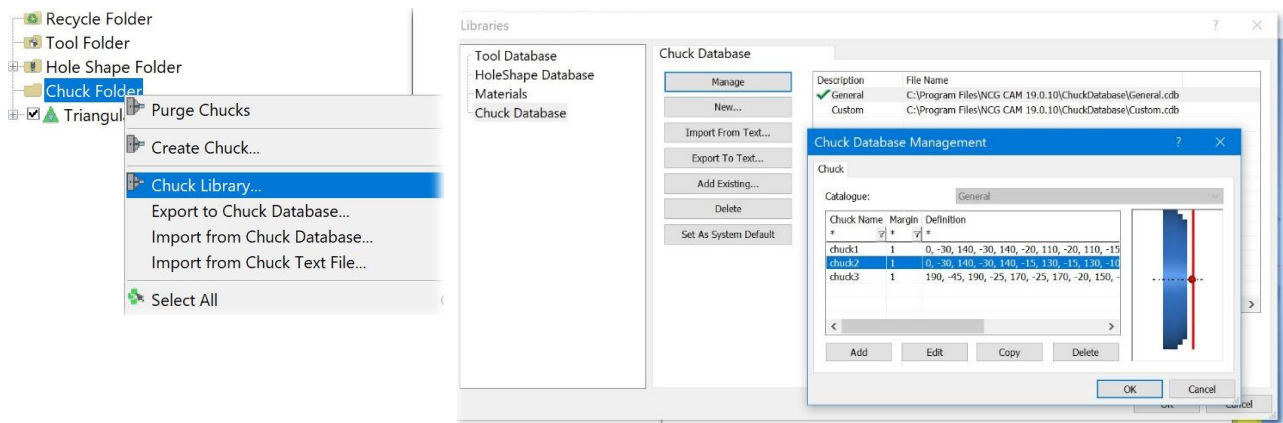 Recycle Folder
Tool Folder
Hole Shape Folder
Chuck Folder
Purge Chucks
Create Chuck...
Chuck Library...
Export to Chuck Database...
Import from Chuck Database...
Import from Chuck Text File...
Select All
Libraries
Tool Database
HoleShape Database
Materials
Chuck Database
Chuck Database
Manage
New...
Import From Text...
Export To Text...
Add Existing...
Delete
Set As System Default
Description File Name
General C:\Program Files\NCG CAM 19.0.10\ChuckDatabase\General.cdb
Custom C:\Program Files\NCG CAM 19.0.10\ChuckDatabase\Custom.cdb
Chuck Database Management
Chuck
Catalogue: General
Chuck Name Margin Definition
* * *
chuck1 1 0, -30, 140, -30, 140, -20, 110, -20, 110, -15
chuck2 1 0, -30, 140, -30, 140, -15, 130, -15, 130, -10
chuck3 1 190, -45, 190, -25, 170, -25, 170, -20, 150, -
Add Edit Copy Delete
OK Cancel